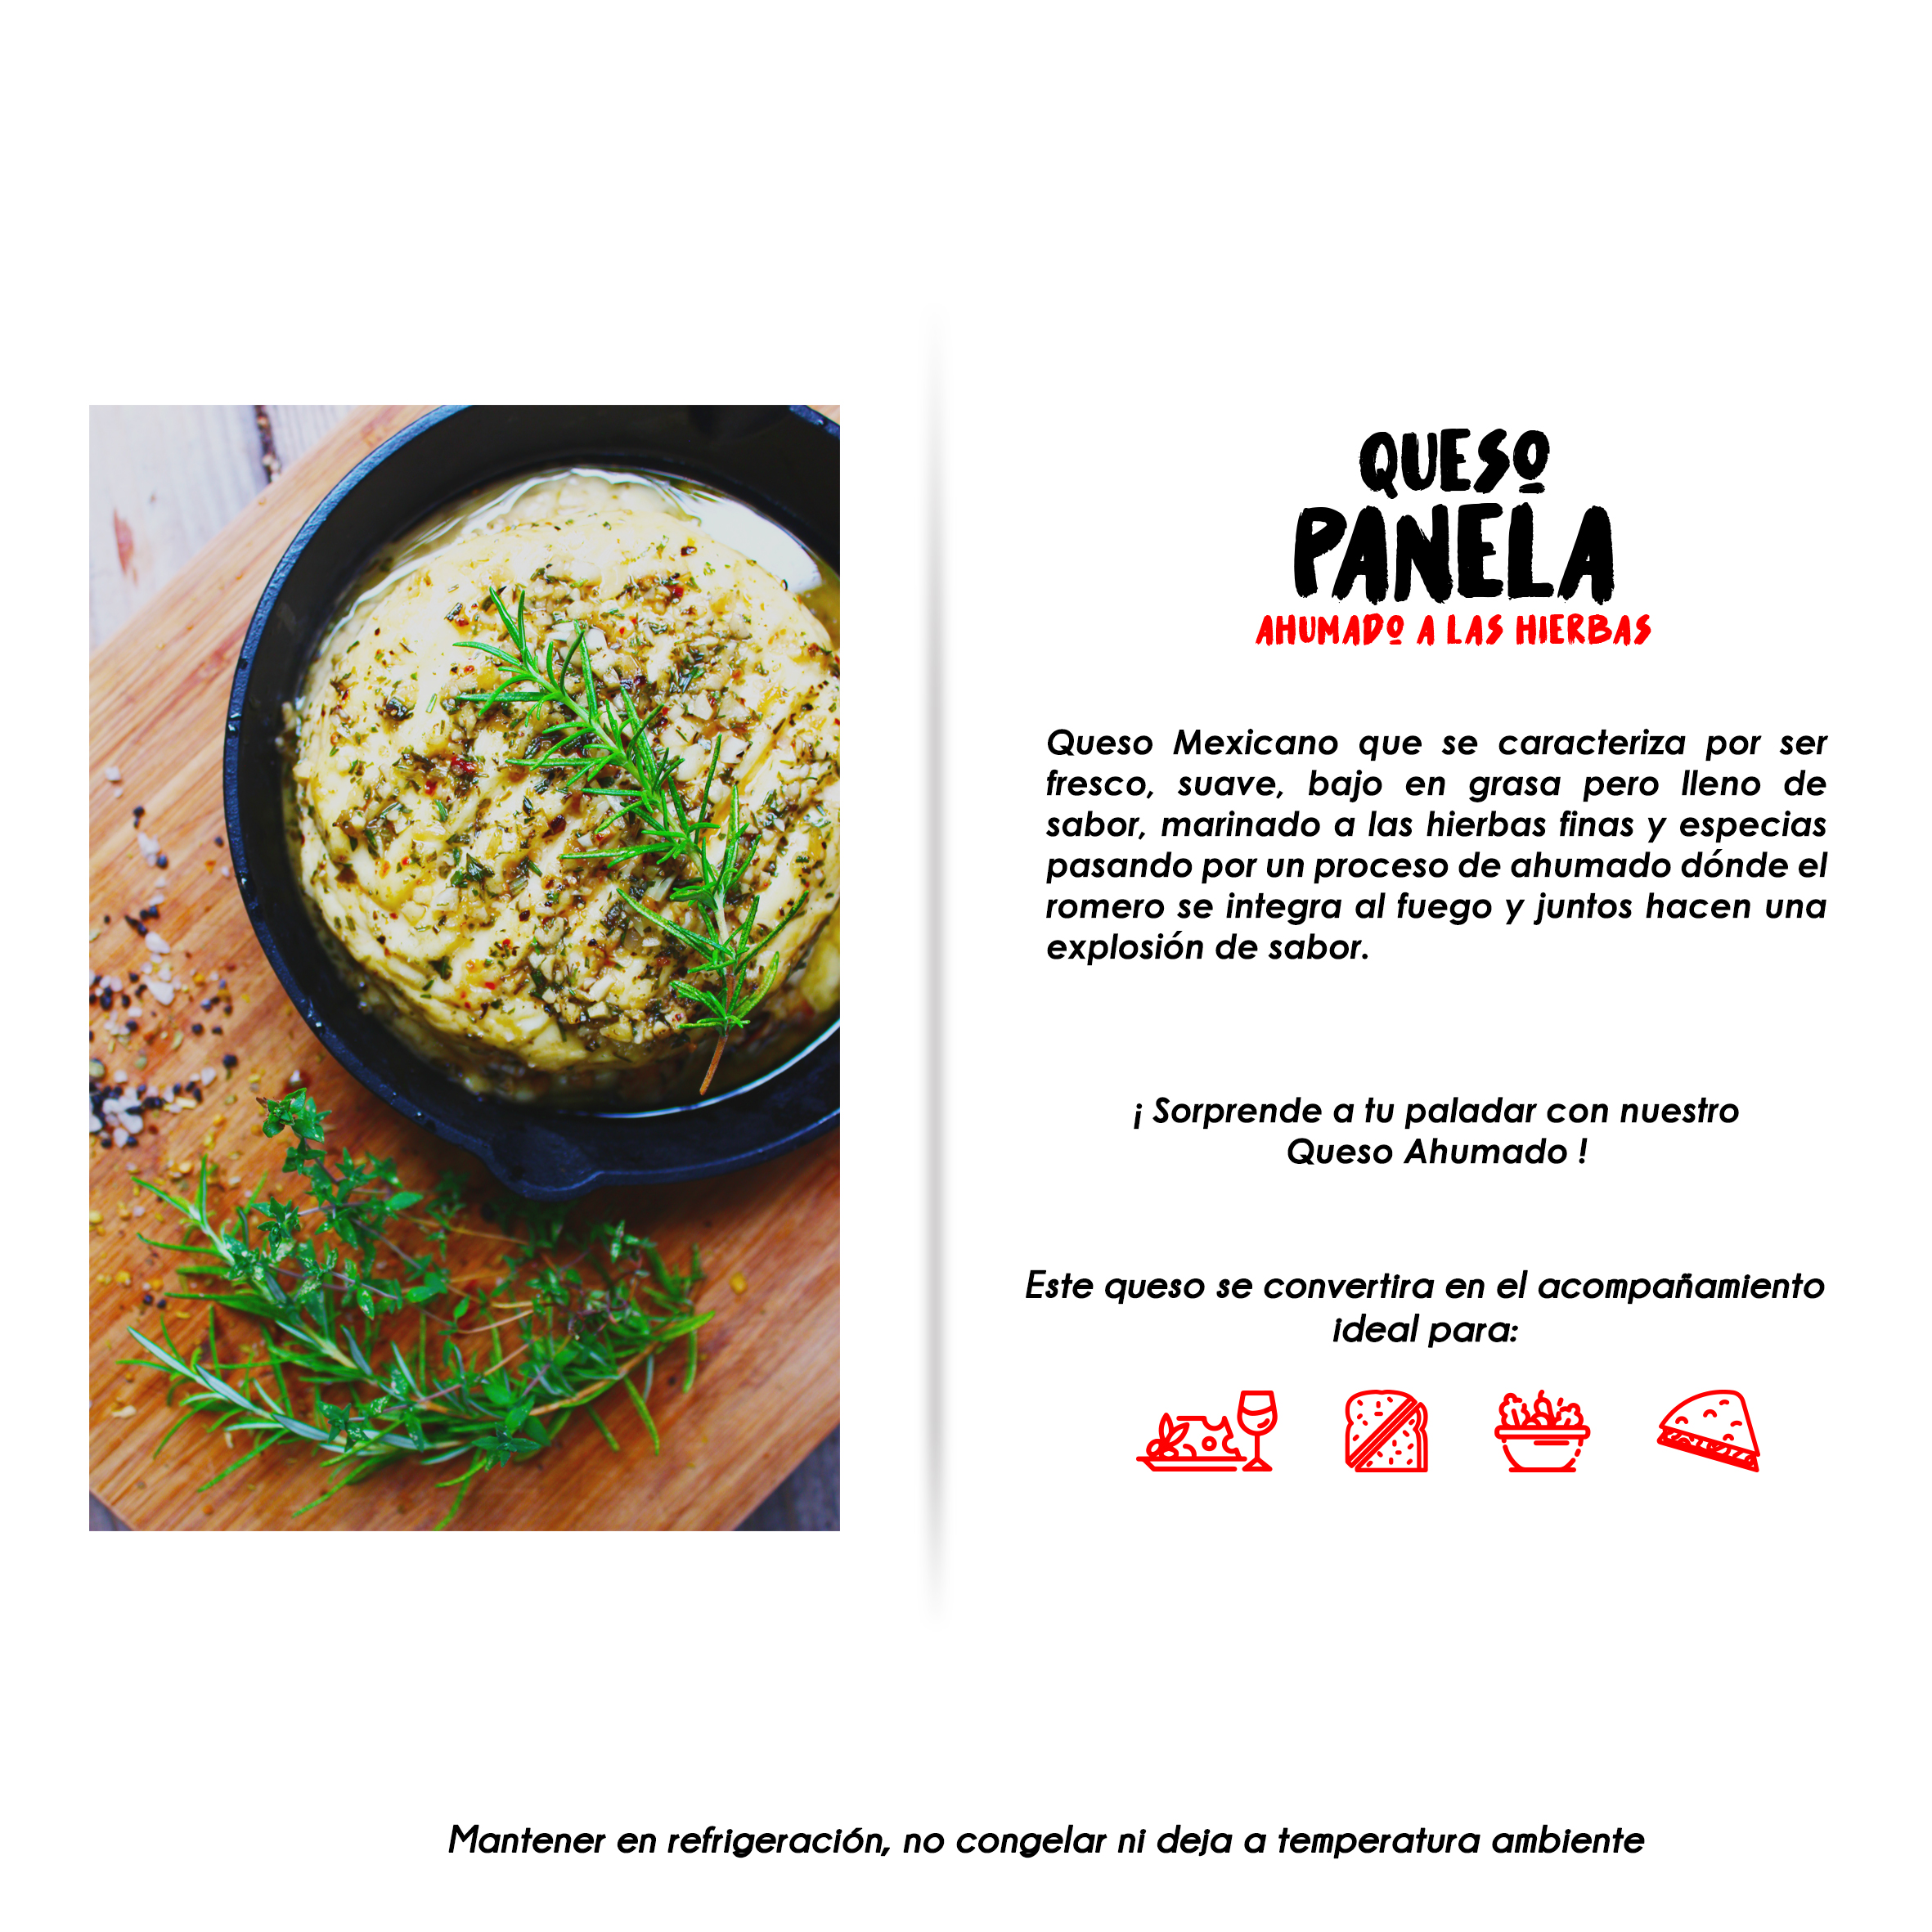 QUESO
PANELA
AHUMADO A LAS HIERBAS
Queso Mexicano que se caracteriza por ser
fresco, suave, bajo en grasa pero lleno de
sabor, marinado a las hierbas finas y especias
pasando por un proceso de ahumado dónde el
romero se integra al fuego y juntos hacen una
explosión de sabor.
¡ Sorprende a tu paladar con nuestro
Queso Ahumado !
Este queso se convertira en el acompañamiento
ideal para:
Mantener en refrigeración, no congelar ni deja a temperatura ambiente